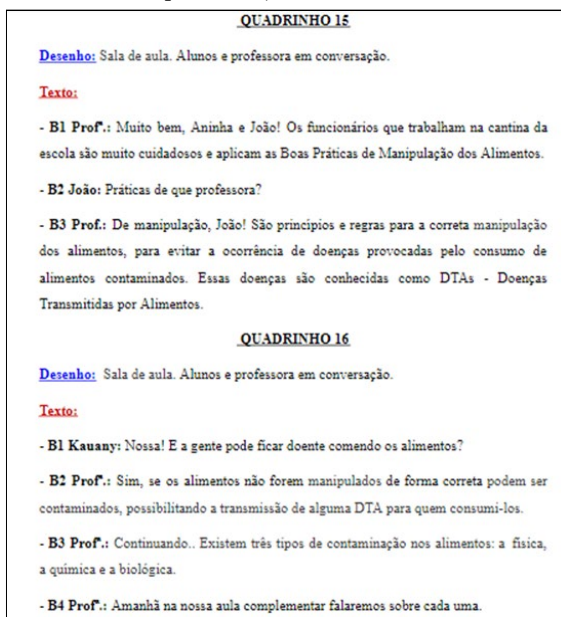 QUADRINHO 15
Desenho: Sala de aula. Alunos e professora em conversação.
Texto:
- B1 Profª.: Muito bem, Aninha e João! Os funcionários que trabalham na cantina da
escola são muito cuidadosos e aplicam as Boas Práticas de Manipulação dos Alimentos.
- B2 João: Práticas de que professora?
- B3 Prof.: De manipulação, João! São princípios e regras para a correta manipulação
dos alimentos, para evitar a ocorrência de doenças provocadas pelo consumo de
alimentos contaminados. Essas doenças são conhecidas como DTAs - Doenças
Transmitidas por Alimentos.
QUADRINHO 16
Desenho: Sala de aula. Alunos e professora em conversação.
Texto:
- B1 Kauany: Nossa! E a gente pode ficar doente comendo os alimentos?
- B2 Profª.: Sim, se os alimentos não forem manipulados de forma correta podem ser
contaminados, possibilitando a transmissão de alguma DTA para quem consumi-los.
- B3 Profª.: Continuando.. Existem três tipos de contaminação nos alimentos: a física,
a química e a biológica.
- B4 Profª.: Amanhã na nossa aula complementar falaremos sobre cada uma.